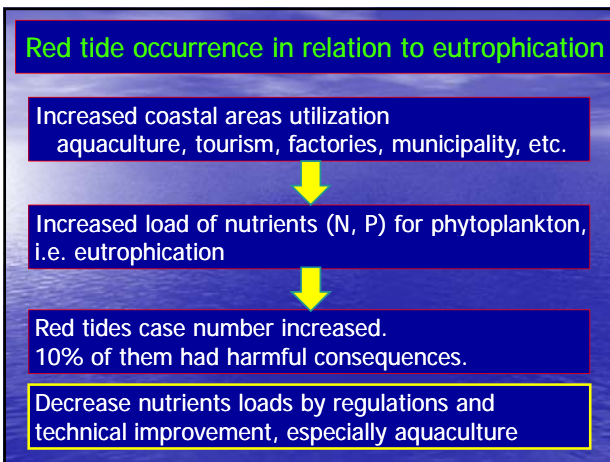 Red tide occurrence in relation to eutrophication
Increased coastal areas utilization
aquaculture, tourism, factories, municipality, etc.
Increased load of nutrients (N, P) for phytoplankton,
i.e. eutrophication
Red tides case number increased.
10% of them had harmful consequences.
Decrease nutrients loads by regulations and
technical improvement, especially aquaculture